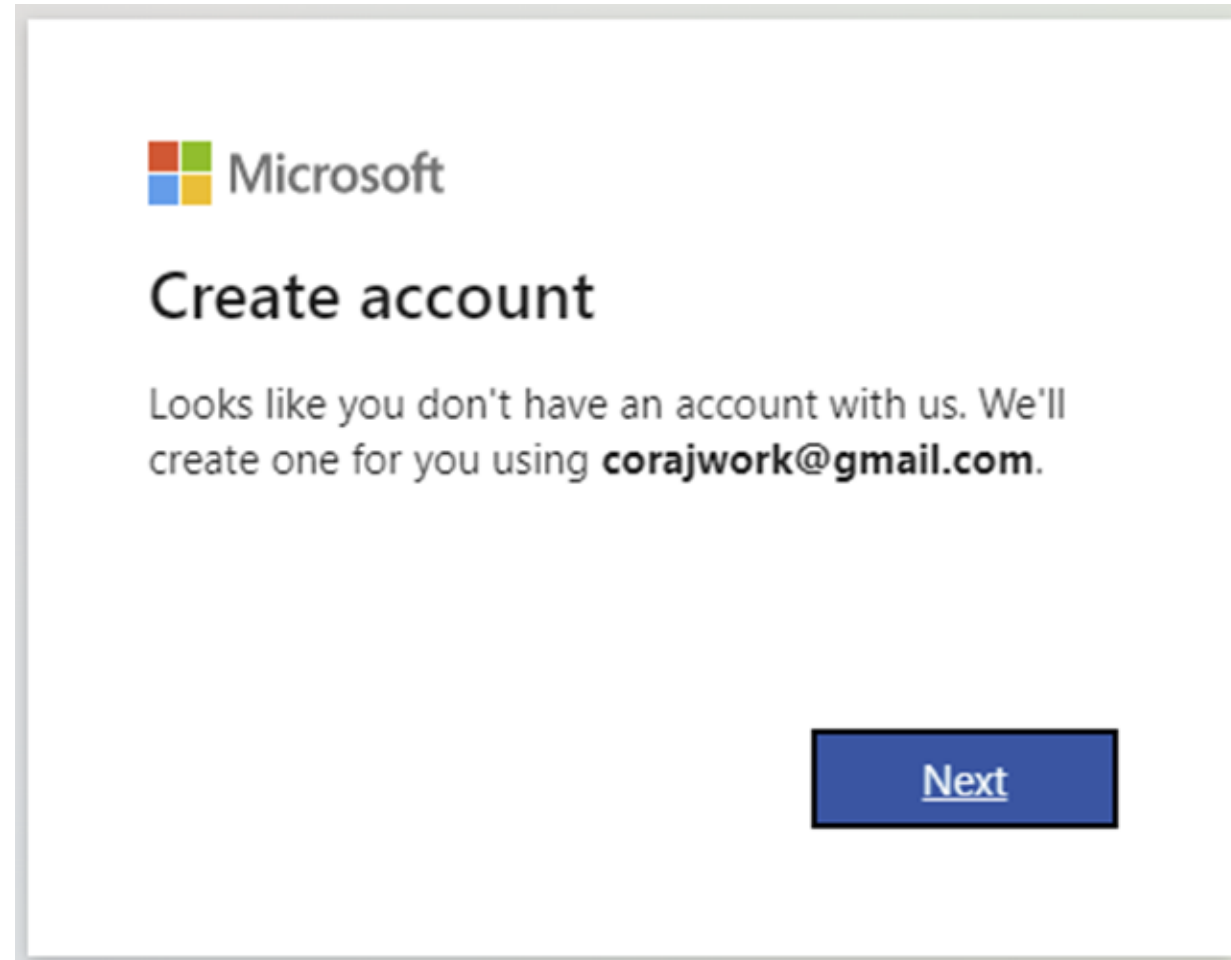 Microsoft
Create account
Looks like you don't have an account with us. We'll
create one for you using corajwork@gmail.com.
Next